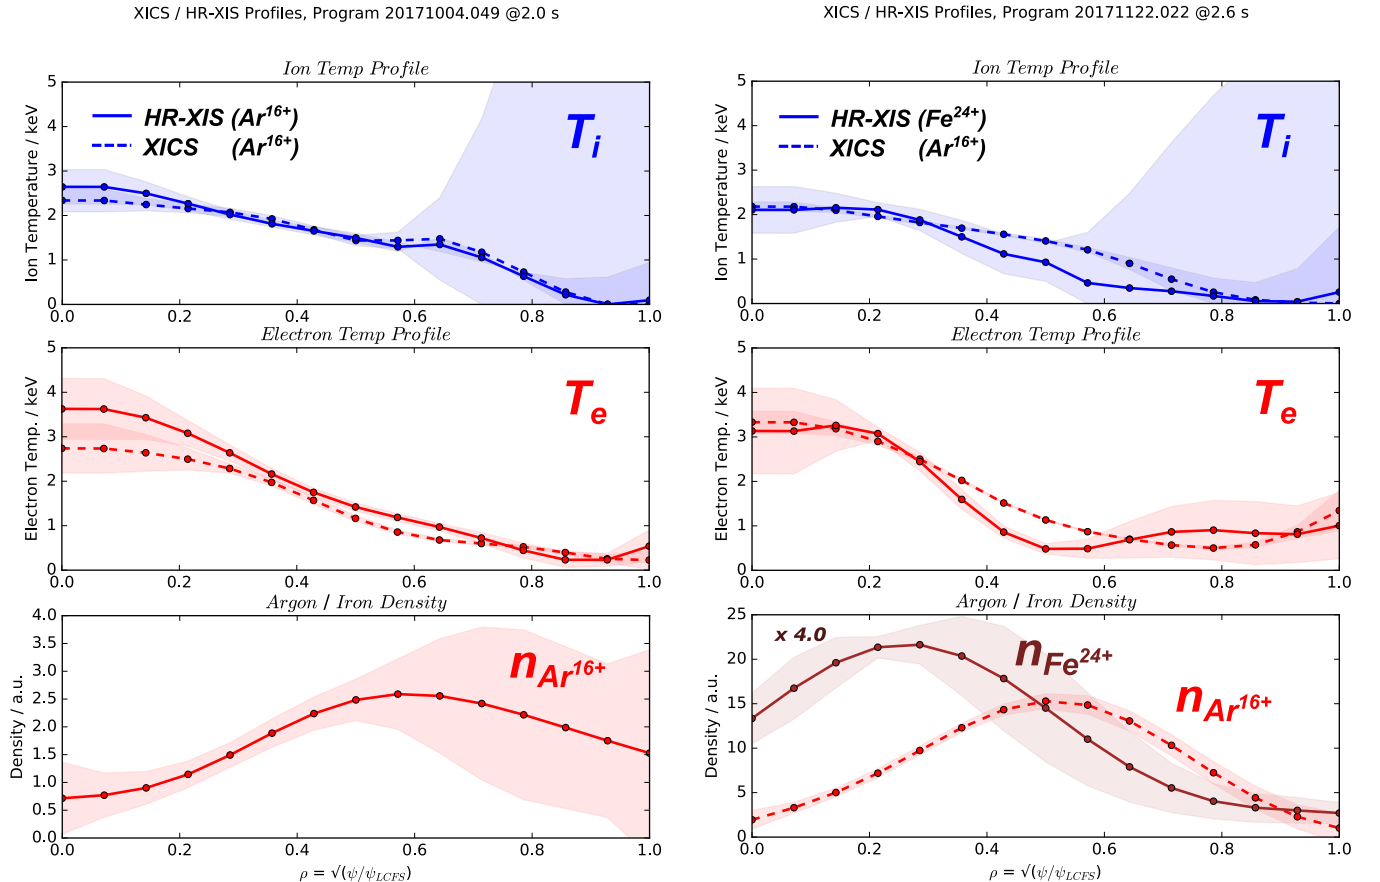 XICS / HR-XIS Profiles, Program 20171004.049 @2.0 s
Ion Temp Profile
Ion Temperature / keV
5
4
3
2
1
0
HR-XIS (Ar16+)
XICS (Ar16+)
Ti
0.0 0.2 0.4 0.6 0.8 1.0
Electron Temp Profile
Electron Temp. / keV
5
4
3
2
1
0
Te
0.0 0.2 0.4 0.6 0.8 1.0
Argon / Iron Density
Density / a.u.
4.0
3.5
3.0
2.5
2.0
1.5
1.0
0.5
0.0
nAr16+
0.0 0.2 0.4 0.6 0.8 1.0
ρ = √(ψ/ψLCFS)
XICS / HR-XIS Profiles, Program 20171122.022 @2.6 s
Ion Temp Profile
Ion Temperature / keV
5
4
3
2
1
0
HR-XIS (Fe24+)
XICS (Ar16+)
Ti
0.0 0.2 0.4 0.6 0.8 1.0
Electron Temp Profile
Electron Temp. / keV
5
4
3
2
1
0
Te
0.0 0.2 0.4 0.6 0.8 1.0
Argon / Iron Density
Density / a.u.
25
20
15
10
5
0
x 4.0
nFe24+
nAr16+
0.0 0.2 0.4 0.6 0.8 1.0
ρ = √(ψ/ψLCFS)